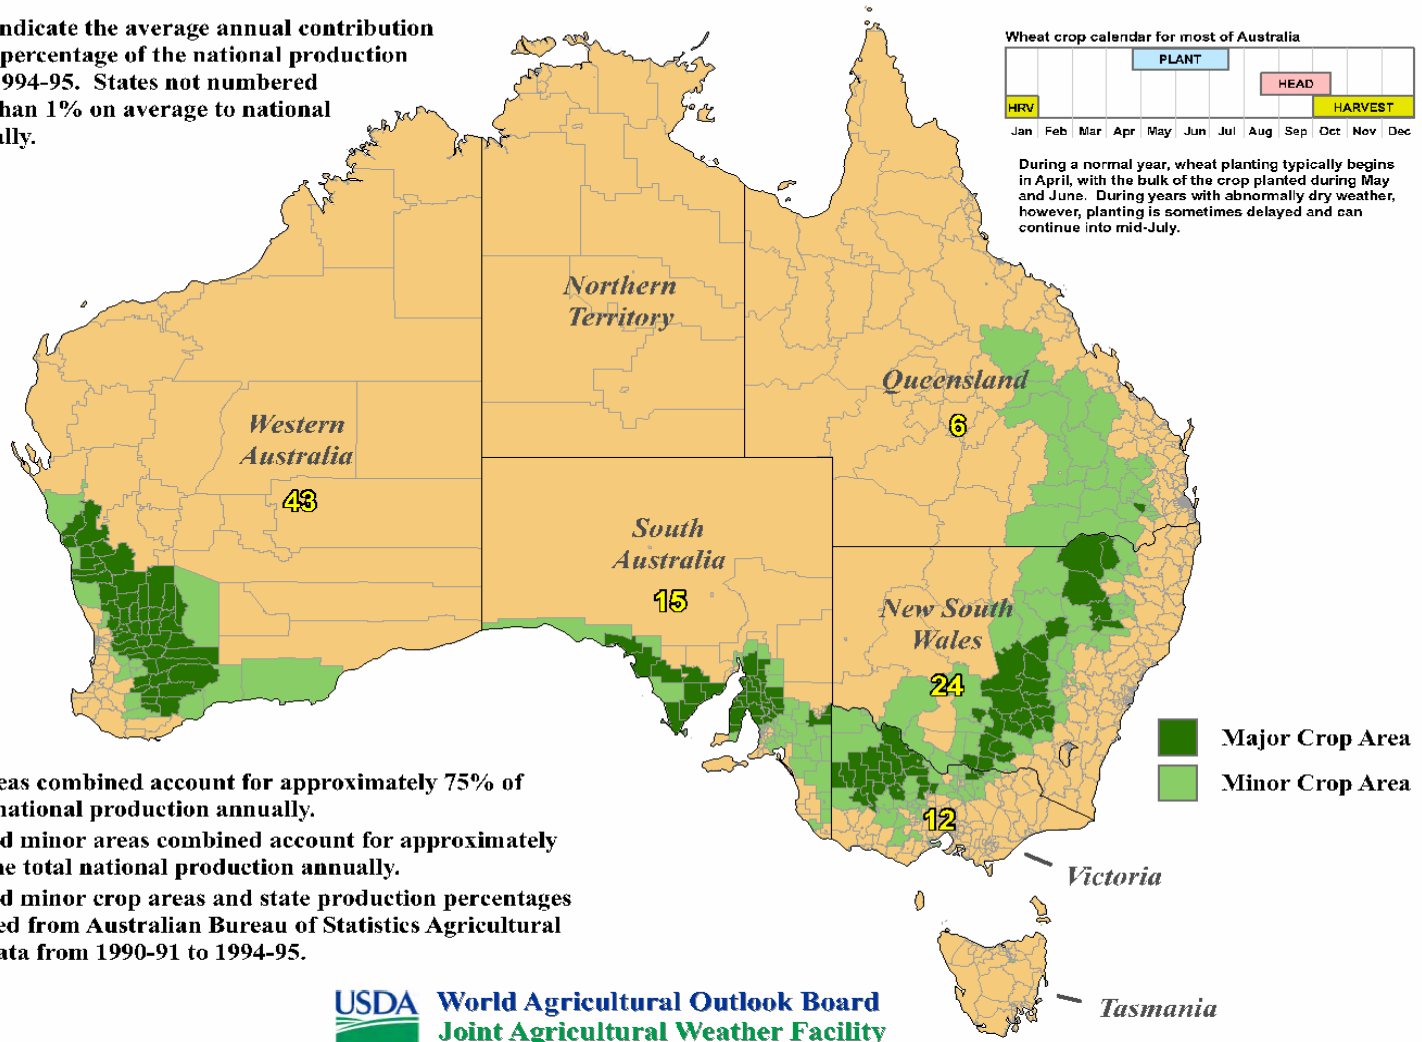 ndicate the average annual contribution
percentage of the national production
994-95.  States not numbered
han 1% on average to national
ally.
Wheat crop calendar for most of Australia
PLANT
HEAD
HRV HARVEST
Jan Feb Mar Apr May Jun Jul Aug Sep Oct Nov Dec
During a normal year, wheat planting typically begins
in April, with the bulk of the crop planted during May
and June.  During years with abnormally dry weather,
however, planting is sometimes delayed and can
continue into mid-July.
Northern
Territory
Queensland
6
Western
Australia
43
South
Australia
15
New South
Wales
24
12
Victoria
Tasmania
Major Crop Area
Minor Crop Area
eas combined account for approximately 75% of
national production annually.
d minor areas combined account for approximately
ne total national production annually.
d minor crop areas and state production percentages
ed from Australian Bureau of Statistics Agricultural
ata from 1990-91 to 1994-95.
USDA World Agricultural Outlook Board
Joint Agricultural Weather Facility